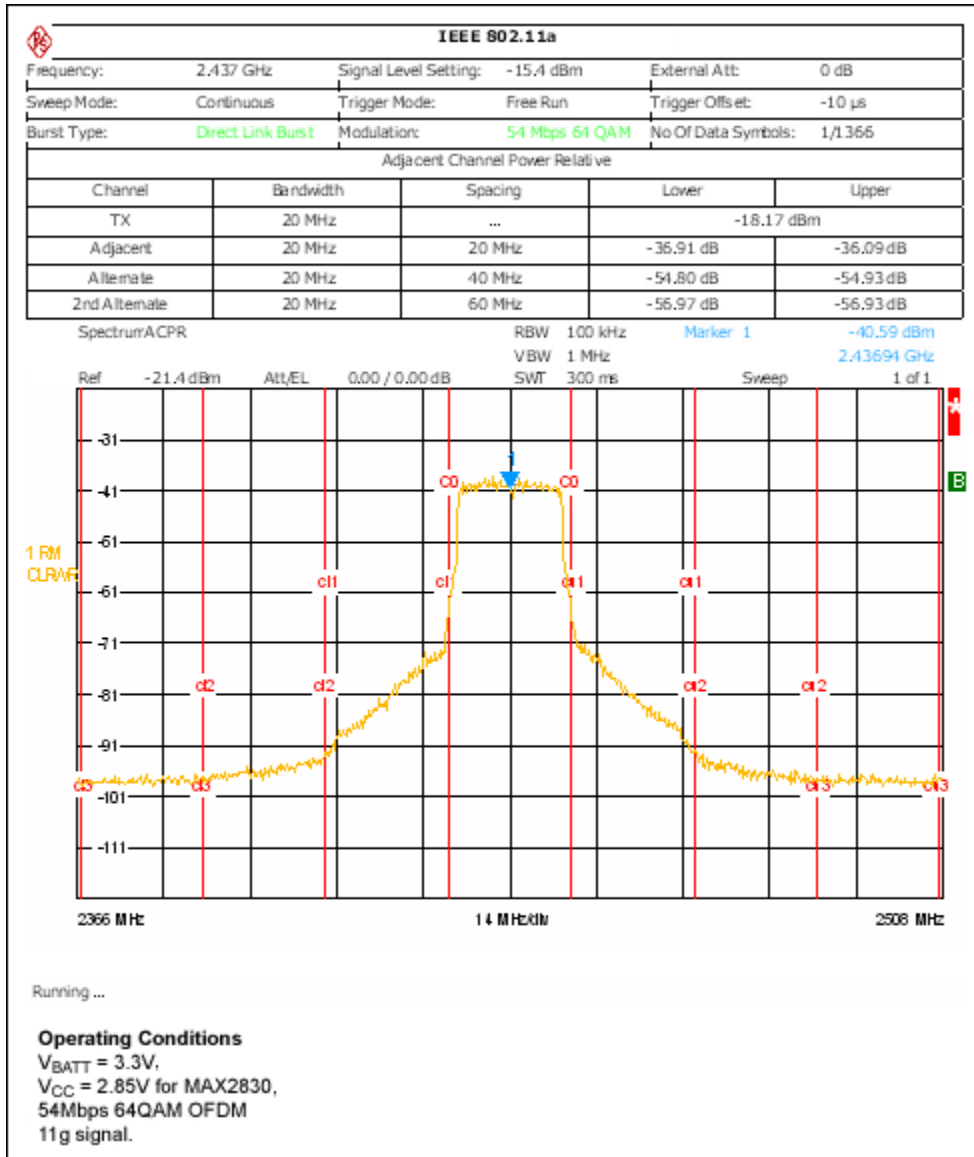 IEEE 802.11a
Frequency: 2.437 GHz Signal Level Setting: -15.4 dBm External Att: 0 dB
Sweep Mode: Continuous Trigger Mode: Free Run Trigger Offset: -10 µs
Burst Type: Direct Link Burst Modulation: 54 Mbps 64 QAM No Of Data Symbols: 1/1366
Adjacent Channel Power Relative
Channel Bandwidth Spacing Lower Upper
TX 20 MHz ... -18.17 dBm
Adjacent 20 MHz 20 MHz -36.91 dB -36.09dB
Alternate 20 MHz 40 MHz -54.80 dB -54.93dB
2nd Alternate 20 MHz 60 MHz -56.97 dB -56.93dB
SpectrumACPR RBW 100 kHz Marker 1 -40.59 dBm
VBW 1 MHz 2.43694 GHz
Ref -21.4 dBm Att/EL 0.00 / 0.00 dB SWT 300 ms Sweep 1 of 1
-31
1
C0 C0
-41
B
-51
1 RM
CLRWR
cl1 cl1 cu1 cu1
-61
-71
cl2 cl2 cu2 cu2
-81
-91
cl3 cl3 cu3 cu3
-101
-111
2366 MHz 14 MHz/div 2508 MHz
Running ...
Operating Conditions
VBATT = 3.3V,
VCC = 2.85V for MAX2830,
54Mbps 64QAM OFDM
11g signal.